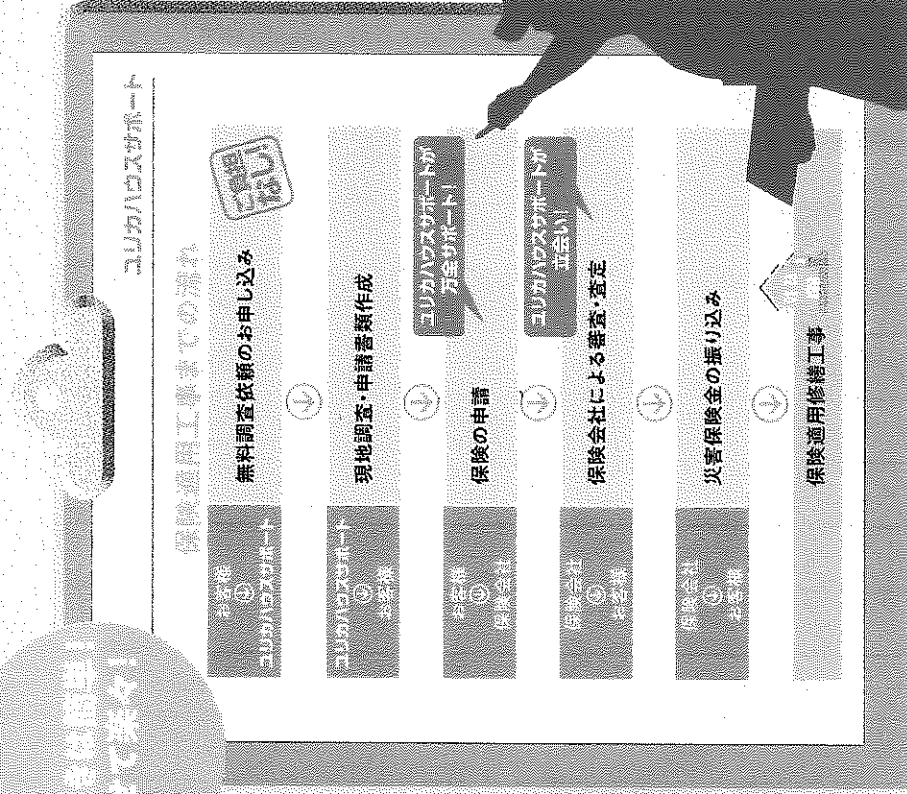 ユリカハウスサポート
保険適用工事までの流れ
お客様
ユリカハウスサポート
無料調査依頼のお申し込み
ご負担
なし!
ユリカハウスサポート
お客様
現地調査・申請書類作成
お客様
保険会社
保険の申請
ユリカハウスサポートが
万全サポート!
保険会社
お客様
保険会社による審査・査定
ユリカハウスサポートが
立会い!
保険会社
お客様
災害保険金の振り込み
保険適用修繕工事